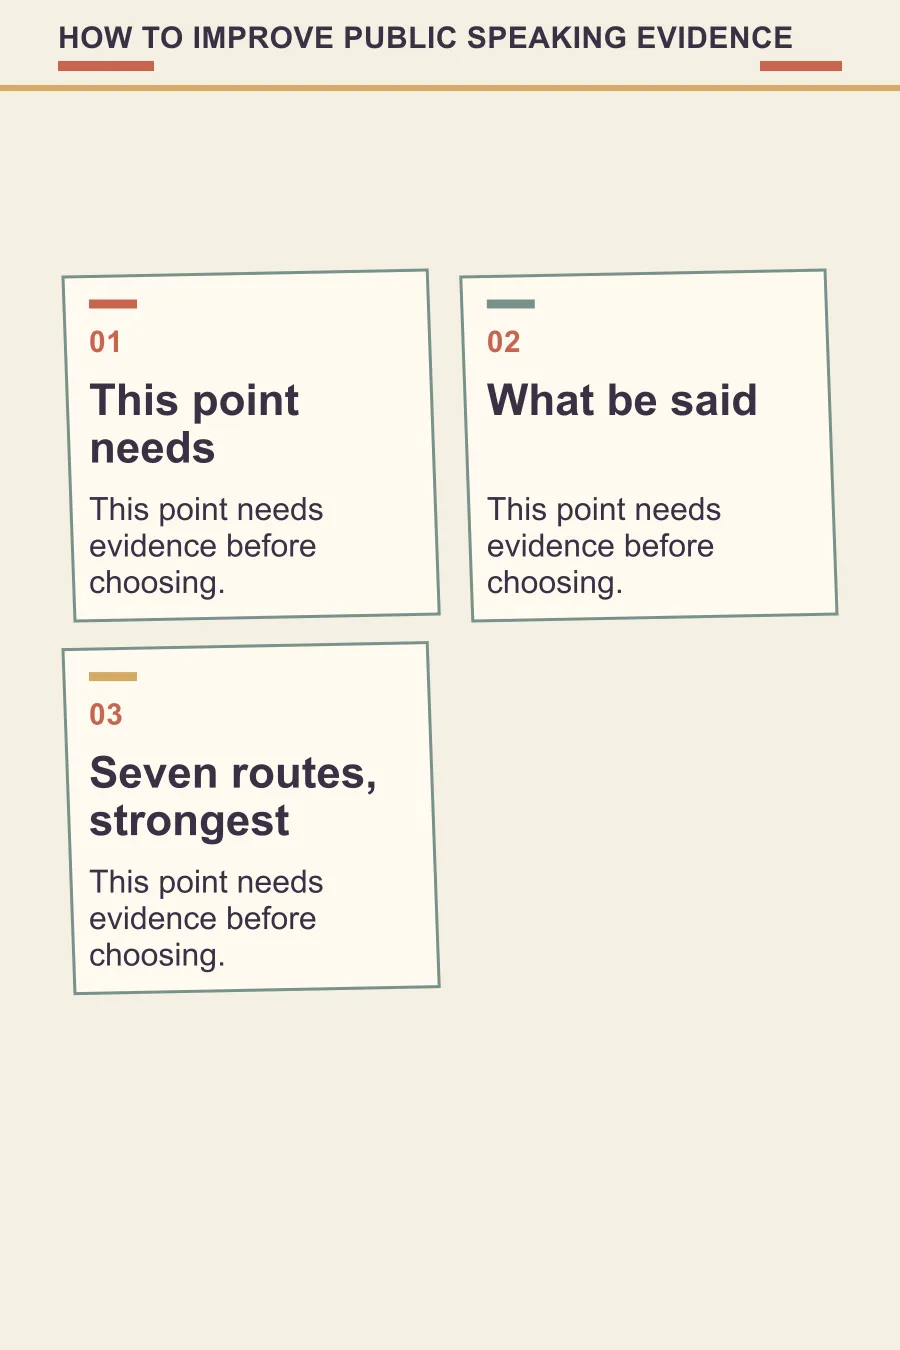 HOW TO IMPROVE PUBLIC SPEAKING EVIDENCE
01
This point
needs
This point needs
evidence before
choosing.
02
What be said
This point needs
evidence before
choosing.
03
Seven routes,
strongest
This point needs
evidence before
choosing.